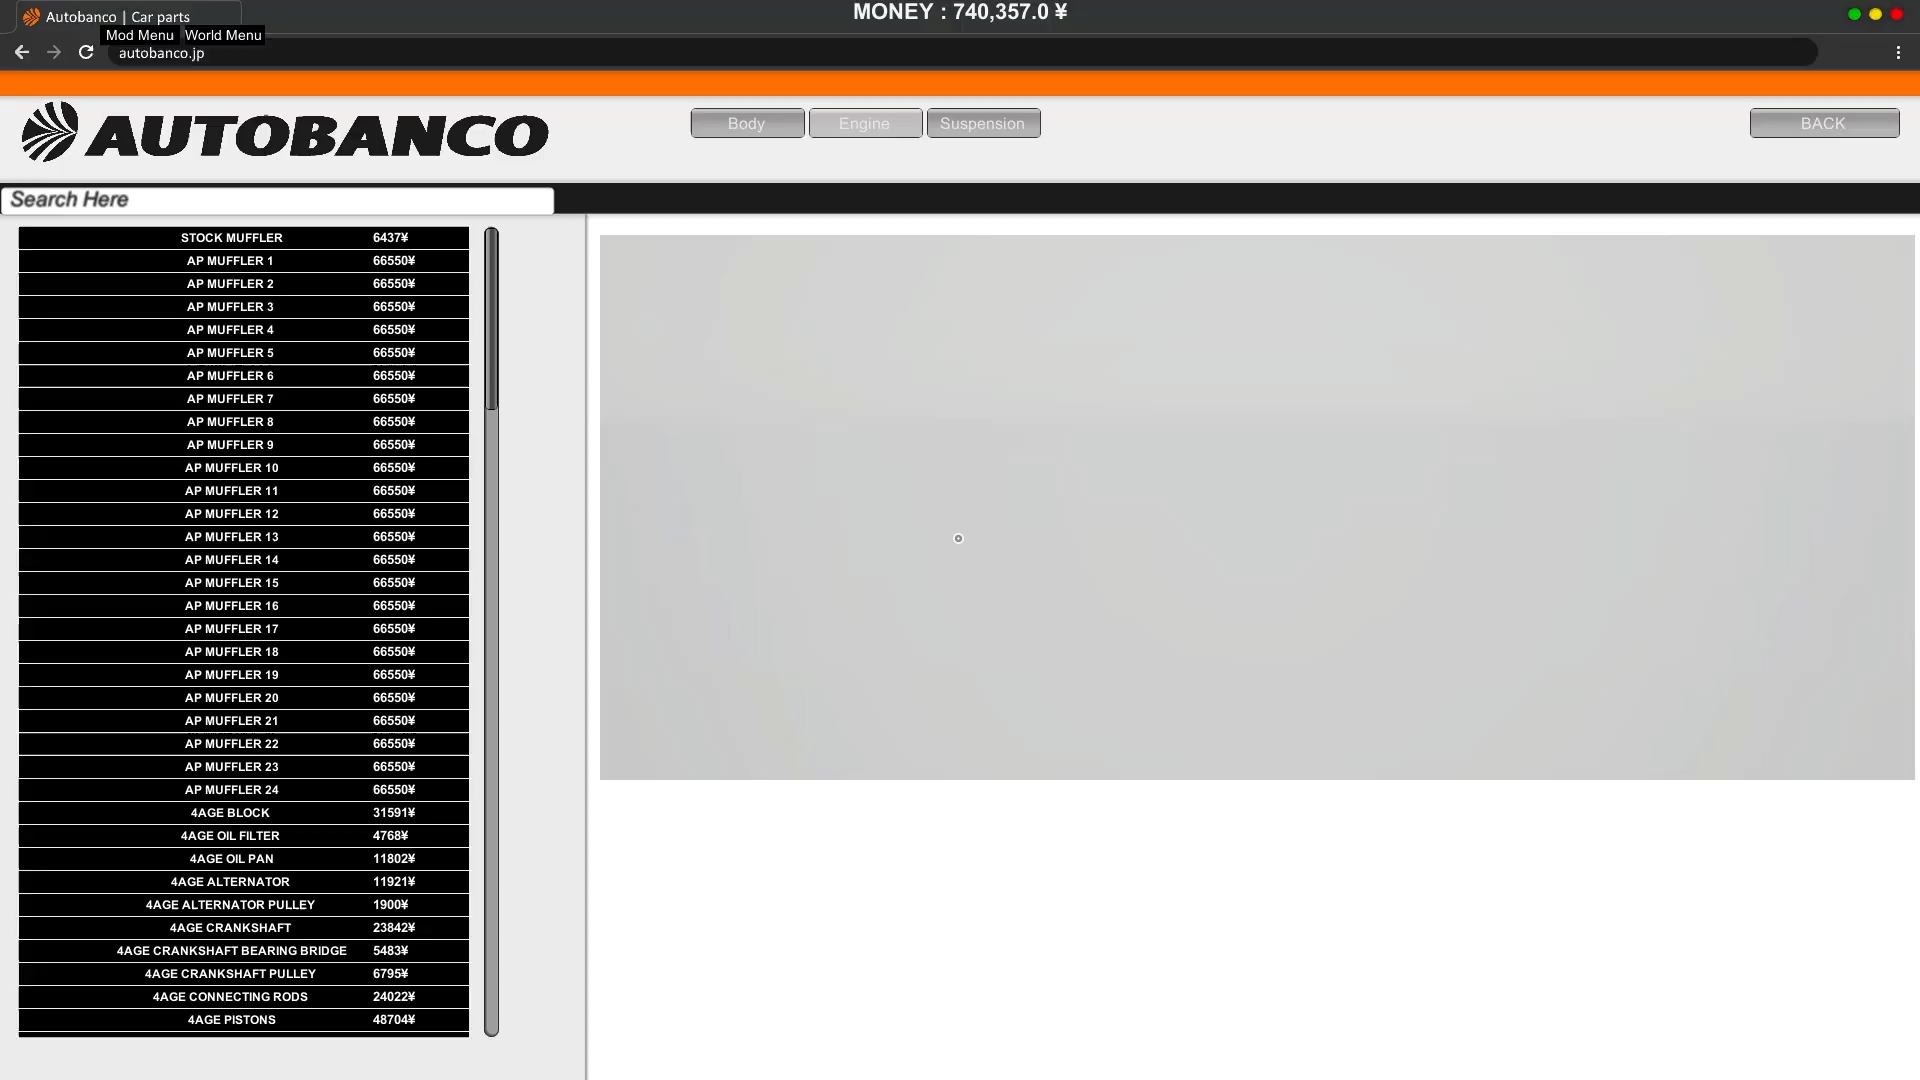 Autobanco | Car parts
MONEY : 740,357.0 ¥
Mod Menu World Menu
autobanco.jp
AUTOBANCO
Body Engine Suspension BACK
Search Here
STOCK MUFFLER 6437¥
AP MUFFLER 1 66550¥
AP MUFFLER 2 66550¥
AP MUFFLER 3 66550¥
AP MUFFLER 4 66550¥
AP MUFFLER 5 66550¥
AP MUFFLER 6 66550¥
AP MUFFLER 7 66550¥
AP MUFFLER 8 66550¥
AP MUFFLER 9 66550¥
AP MUFFLER 10 66550¥
AP MUFFLER 11 66550¥
AP MUFFLER 12 66550¥
AP MUFFLER 13 66550¥
AP MUFFLER 14 66550¥
AP MUFFLER 15 66550¥
AP MUFFLER 16 66550¥
AP MUFFLER 17 66550¥
AP MUFFLER 18 66550¥
AP MUFFLER 19 66550¥
AP MUFFLER 20 66550¥
AP MUFFLER 21 66550¥
AP MUFFLER 22 66550¥
AP MUFFLER 23 66550¥
AP MUFFLER 24 66550¥
4AGE BLOCK 31591¥
4AGE OIL FILTER 4768¥
4AGE OIL PAN 11802¥
4AGE ALTERNATOR 11921¥
4AGE ALTERNATOR PULLEY 1900¥
4AGE CRANKSHAFT 23842¥
4AGE CRANKSHAFT BEARING BRIDGE 5483¥
4AGE CRANKSHAFT PULLEY 6795¥
4AGE CONNECTING RODS 24022¥
4AGE PISTONS 48704¥